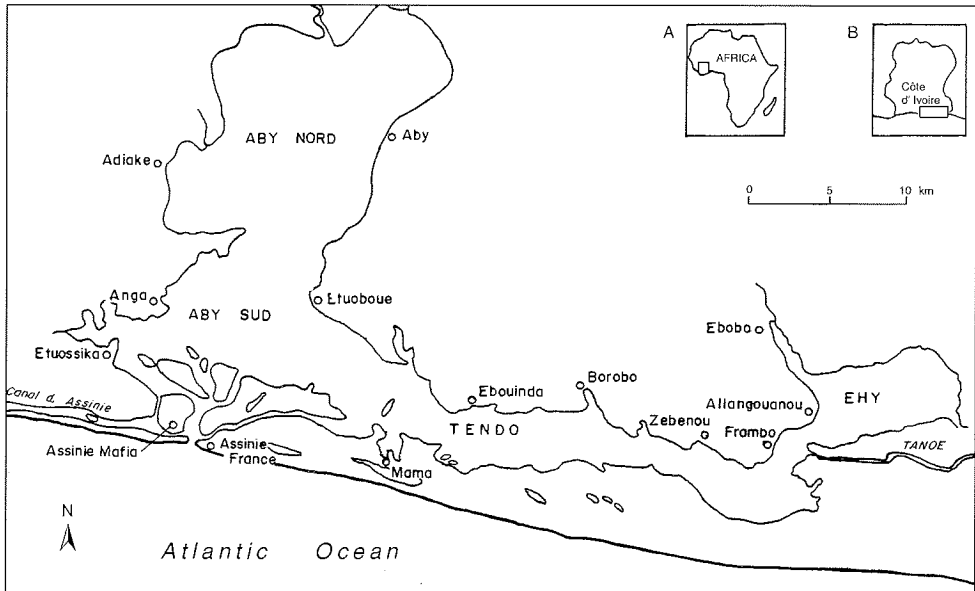 A
AFRICA
B
Côte
d' Ivoire
0 5 10 km
ABY NORD
Aby
Adiake
Anga
Etuoboue
ABY SUD
Eboba
Etuossika
Canal d. Assinie
Ebouinda
Borobo
Allangouanou
EHY
TENDO
Zebenou
Frambo
TANOE
Assinie Mafia
Assinie
France
Mama
N
Atlantic Ocean